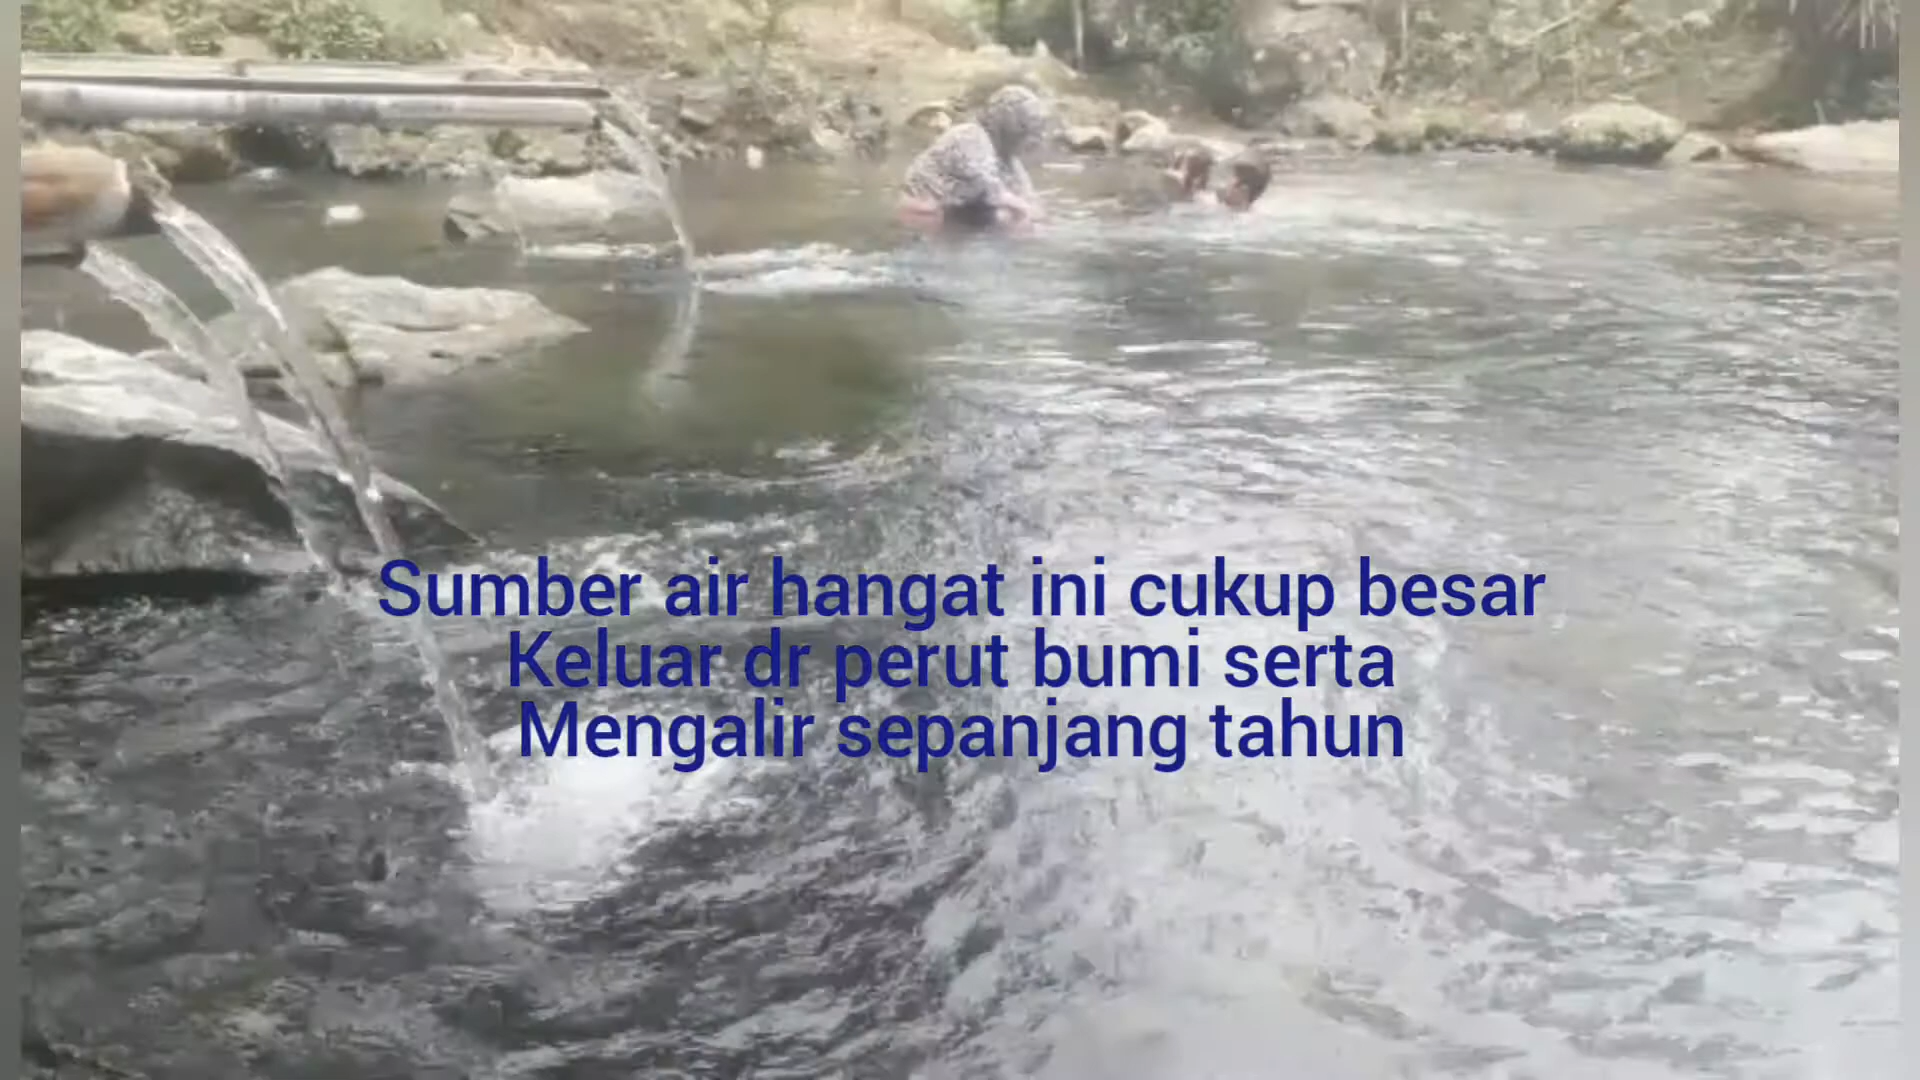 Sumber air hangat ini cukup besar
Keluar dr perut bumi serta
Mengalir sepanjang tahun